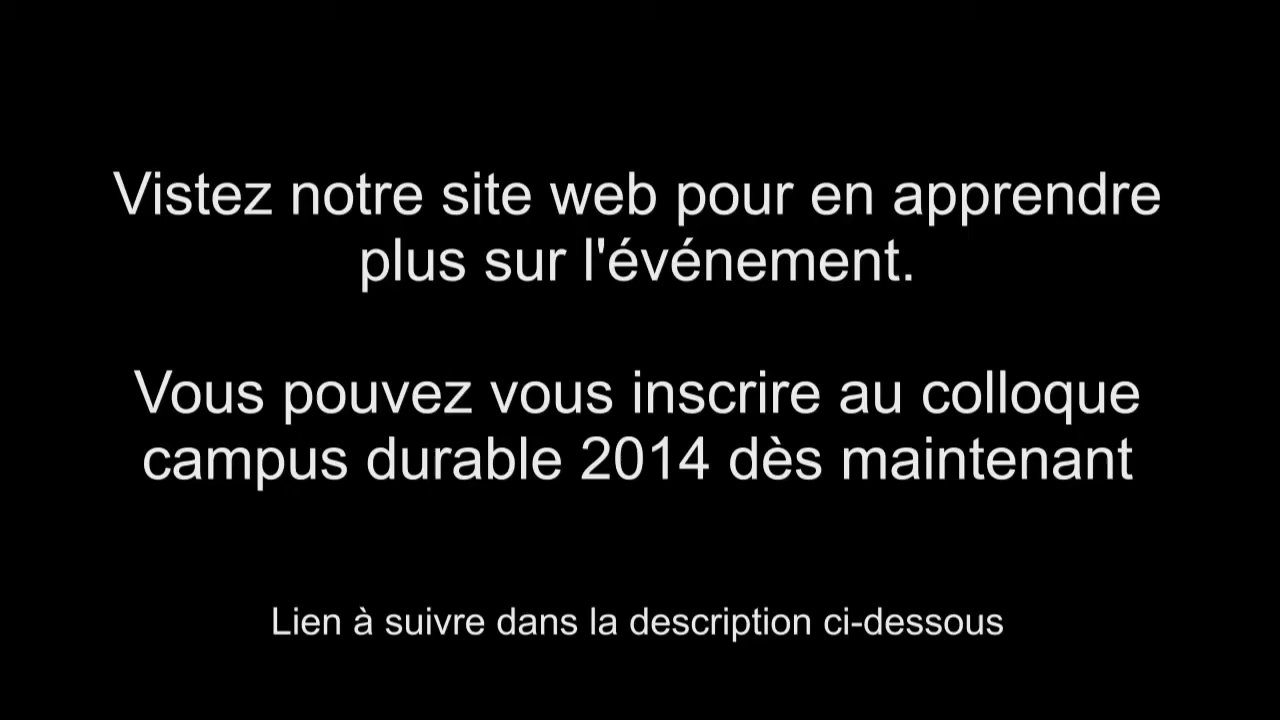 Vistez notre site web pour en apprendre
plus sur l'événement.
Vous pouvez vous inscrire au colloque
campus durable 2014 dès maintenant
Lien à suivre dans la description ci-dessous